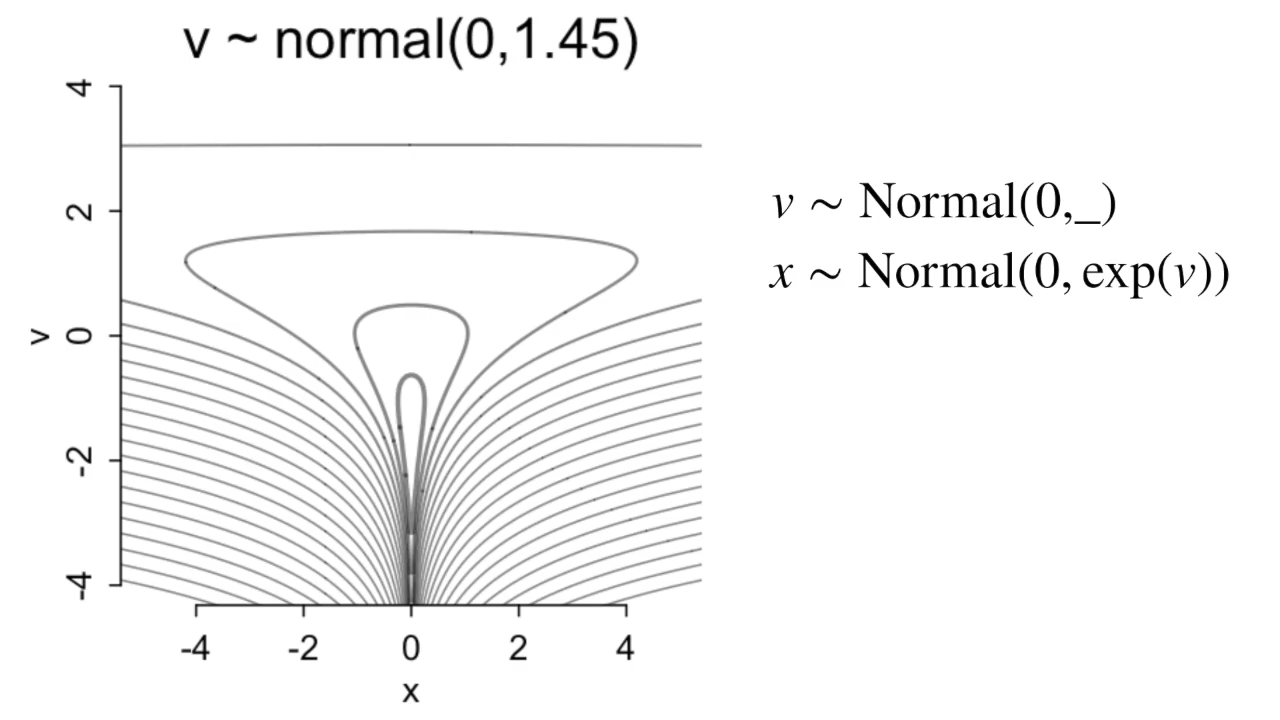 v ~ normal(0,1.45)
4
2
0
-2
-4
v
-4 -2 0 2 4
x
v ∼ Normal(0,_)
x ∼ Normal(0, exp(v))